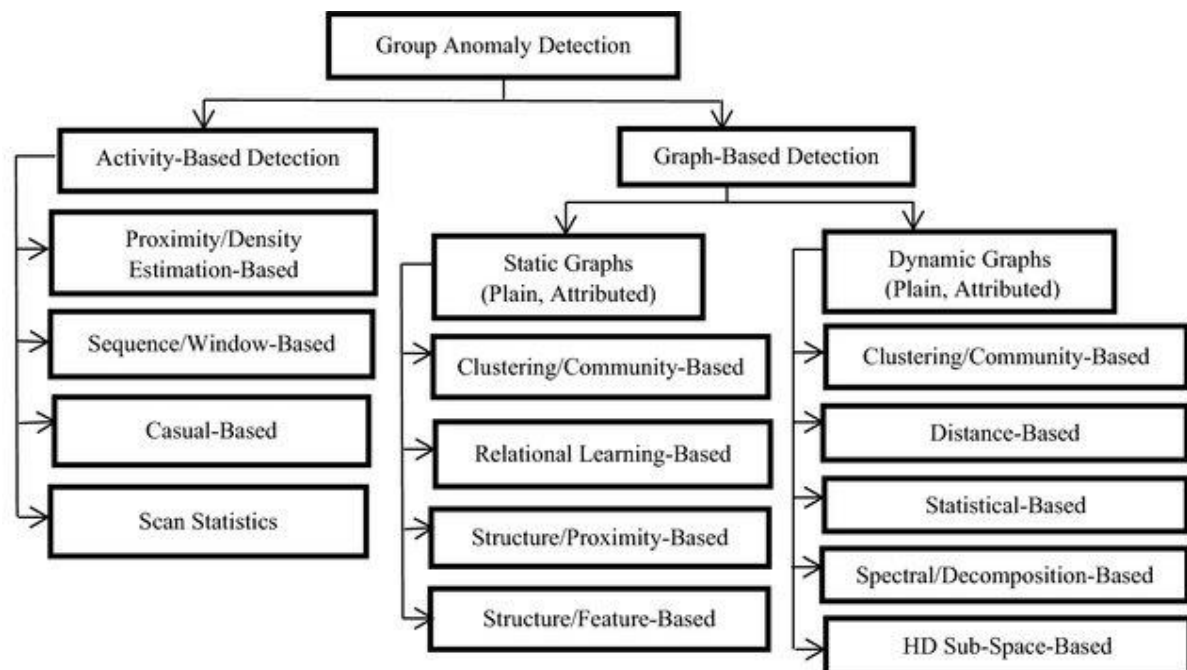 Group Anomaly Detection
Activity-Based Detection
Proximity/Density
Estimation-Based
Sequence/Window-Based
Casual-Based
Scan Statistics
Graph-Based Detection
Static Graphs
(Plain, Attributed)
Clustering/Community-Based
Relational Learning-Based
Structure/Proximity-Based
Structure/Feature-Based
Dynamic Graphs
(Plain, Attributed)
Clustering/Community-Based
Distance-Based
Statistical-Based
Spectral/Decomposition-Based
HD Sub-Space-Based